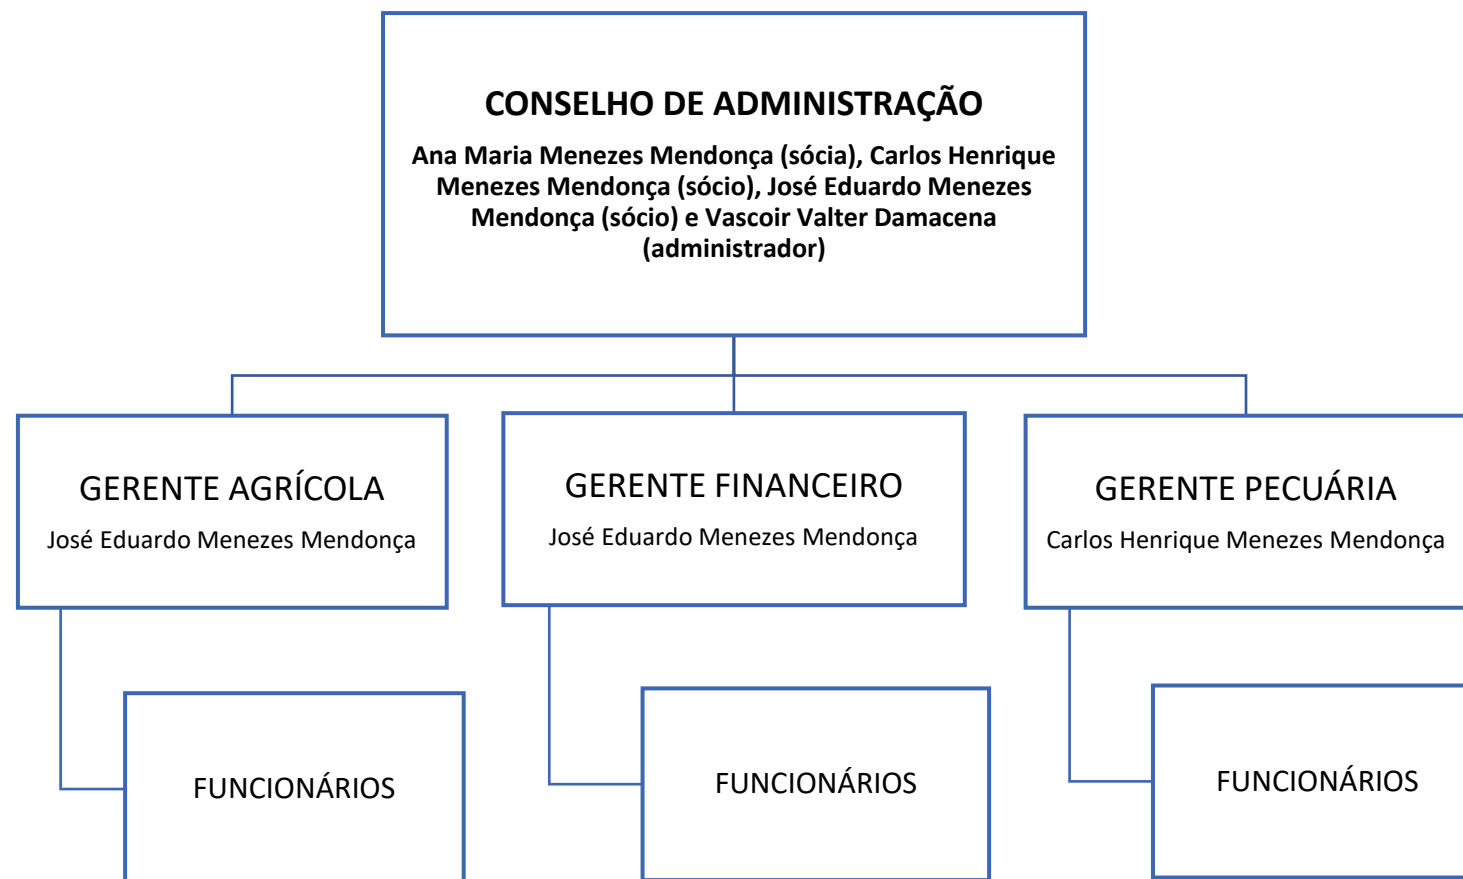 CONSELHO DE ADMINISTRAÇÃO
Ana Maria Menezes Mendonça (sócia), Carlos Henrique
Menezes Mendonça (sócio), José Eduardo Menezes
Mendonça (sócio) e Vascoir Valter Damacena
(administrador)
GERENTE AGRÍCOLA
José Eduardo Menezes Mendonça
GERENTE FINANCEIRO
José Eduardo Menezes Mendonça
GERENTE PECUÁRIA
Carlos Henrique Menezes Mendonça
FUNCIONÁRIOS
FUNCIONÁRIOS
FUNCIONÁRIOS